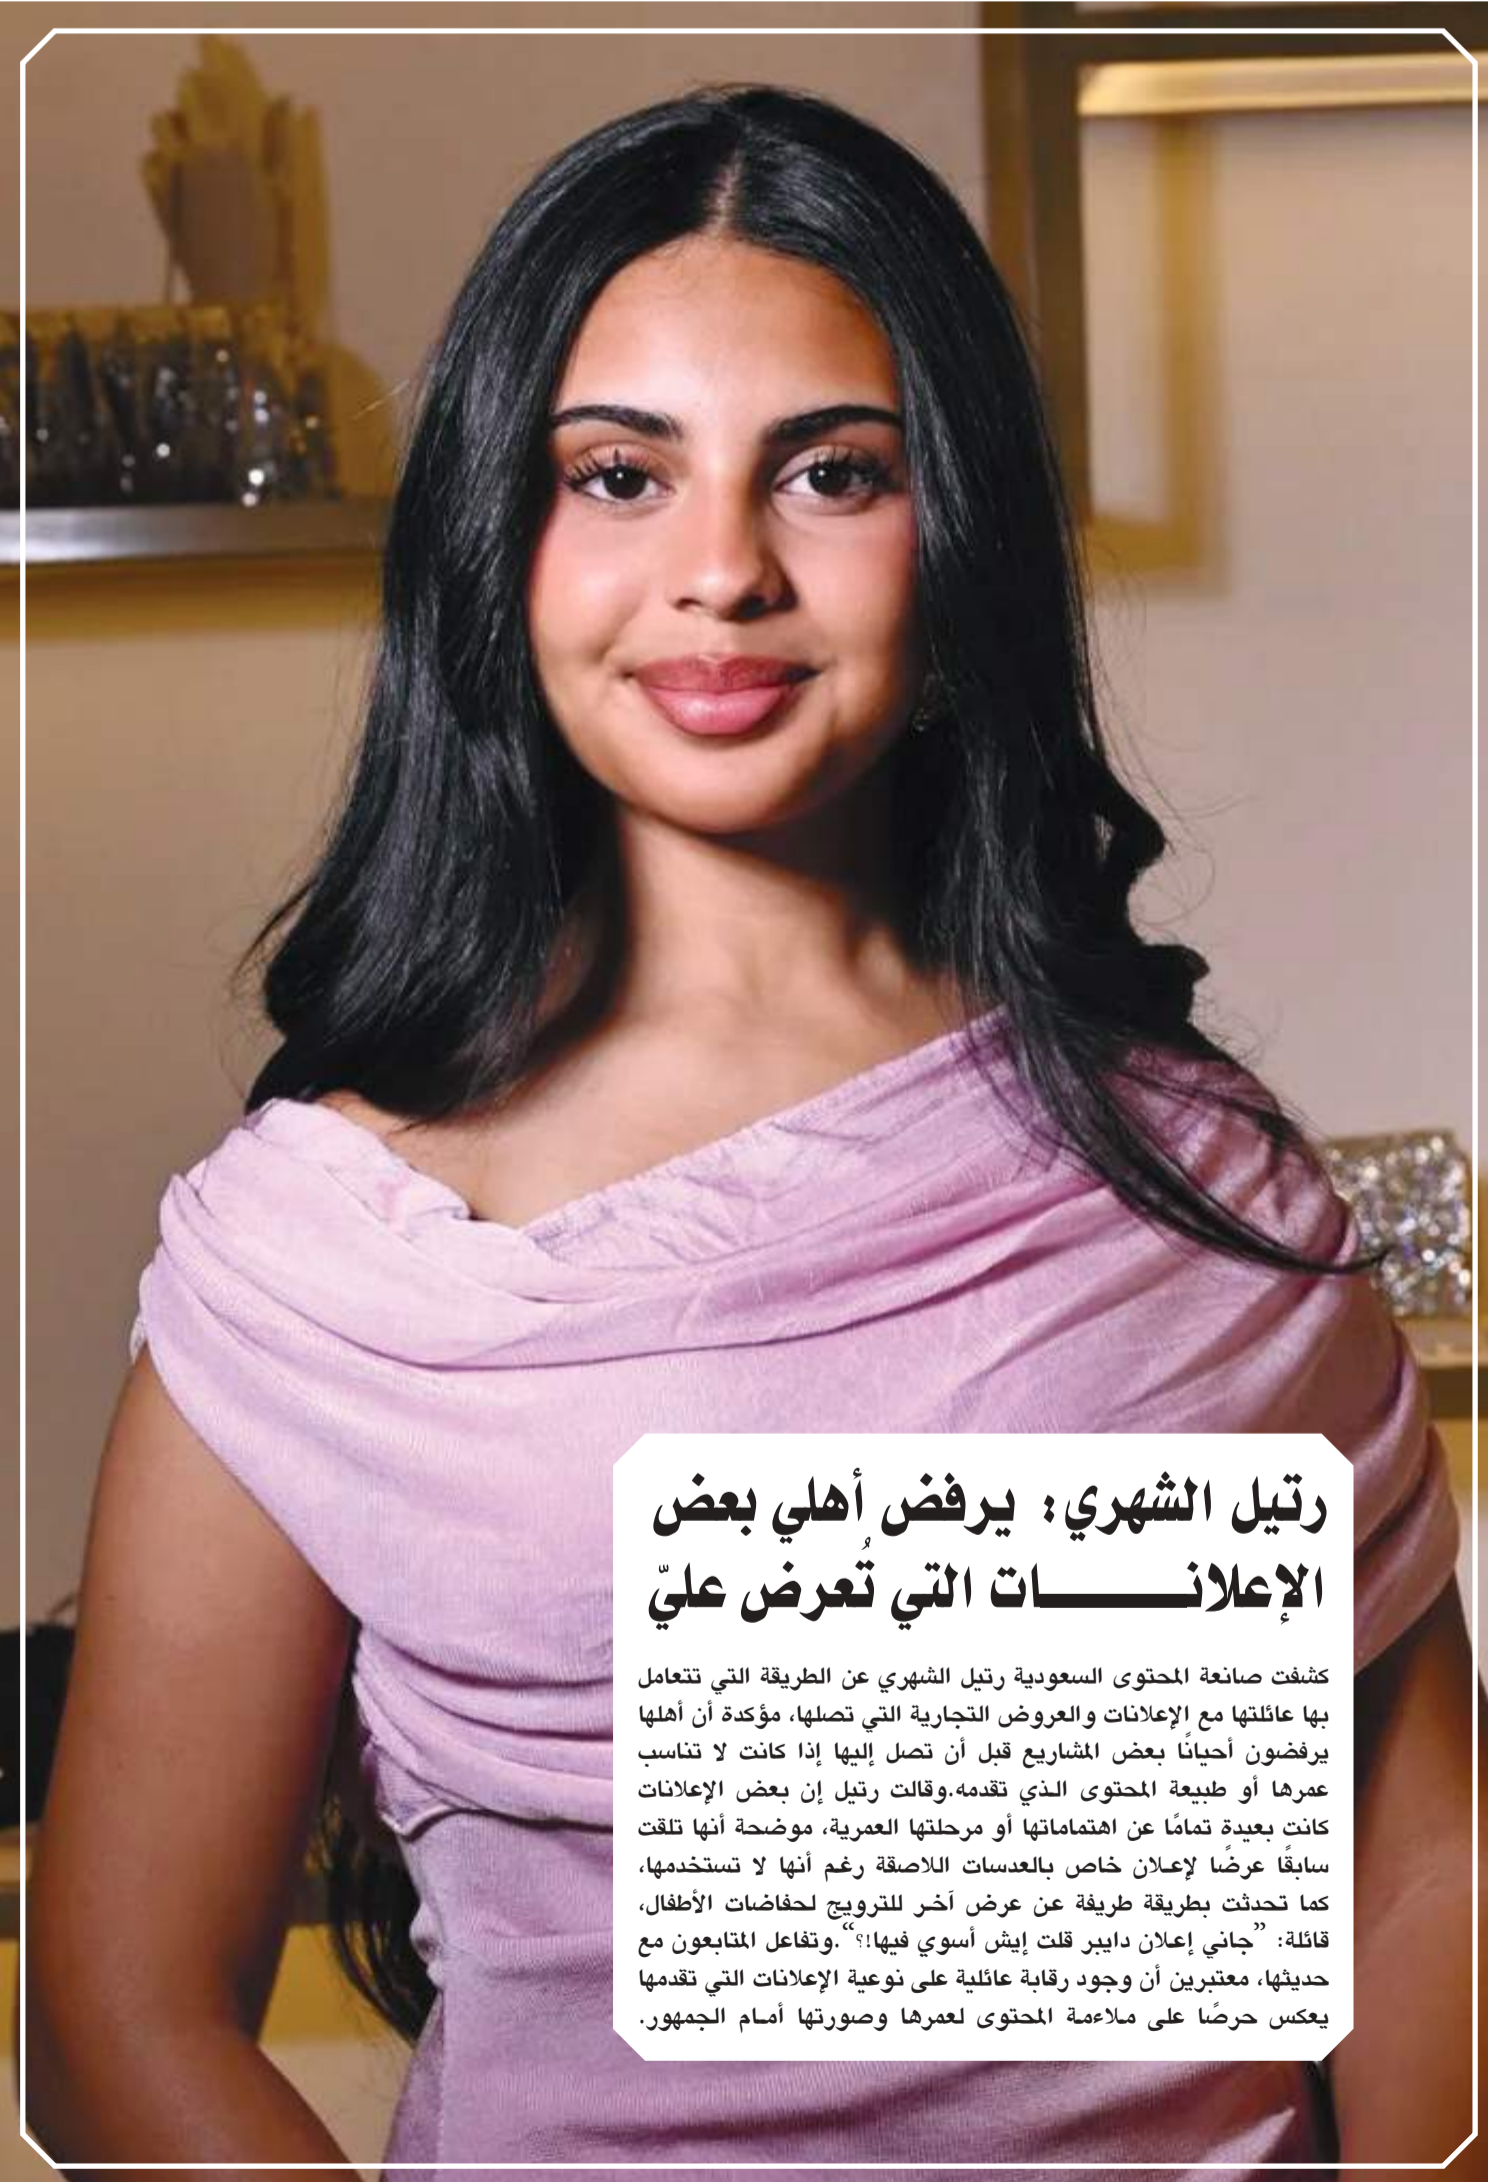 رتيل الشهري: يرفض أهلي بعض
الإعلانـــــات التي تُعرض عليّ
كشفت صانعة المحتوى السعودية رتيل الشهري عن الطريقة التي تتعامل
بها عائلتها مع الإعلانات والعروض التجارية التي تصلها، مؤكدة أن أهلها
يرفضون أحيانًا بعض المشاريع قبل أن تصل إليها إذا كانت لا تناسب
عمرها أو طبيعة المحتوى الذي تقدمه.وقالت رتيل إن بعض الإعلانات
كانت بعيدة تمامًا عن اهتماماتها أو مرحلتها العمرية، موضحة أنها تلقت
سابقًا عرضًا لإعلان خاص بالعدسات اللاصقة رغم أنها لا تستخدمها،
كما تحدثت بطريقة طريفة عن عرض آخر للترويج لحفاضات الأطفال،
قائلة: ”جاني إعلان دايبر قلت إيش أسوي فيها!؟“.وتفاعل المتابعون مع
حديثها، معتبرين أن وجود رقابة عائلية على نوعية الإعلانات التي تقدمها
يعكس حرصًا على ملاءمة المحتوى لعمرها وصورتها أمام الجمهور.